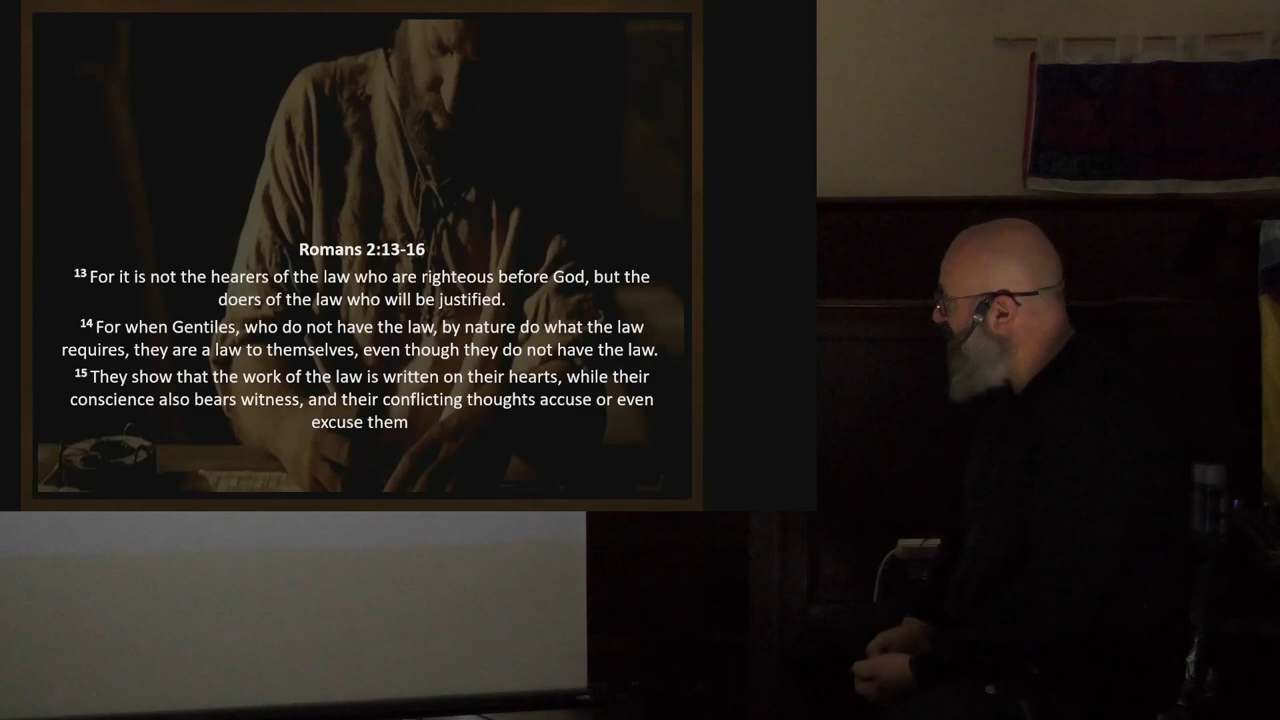 Romans 2:13-16
13 For it is not the hearers of the law who are righteous before God, but the
doers of the law who will be justified.
14 For when Gentiles, who do not have the law, by nature do what the law
requires, they are a law to themselves, even though they do not have the law.
15 They show that the work of the law is written on their hearts, while their
conscience also bears witness, and their conflicting thoughts accuse or even
excuse them